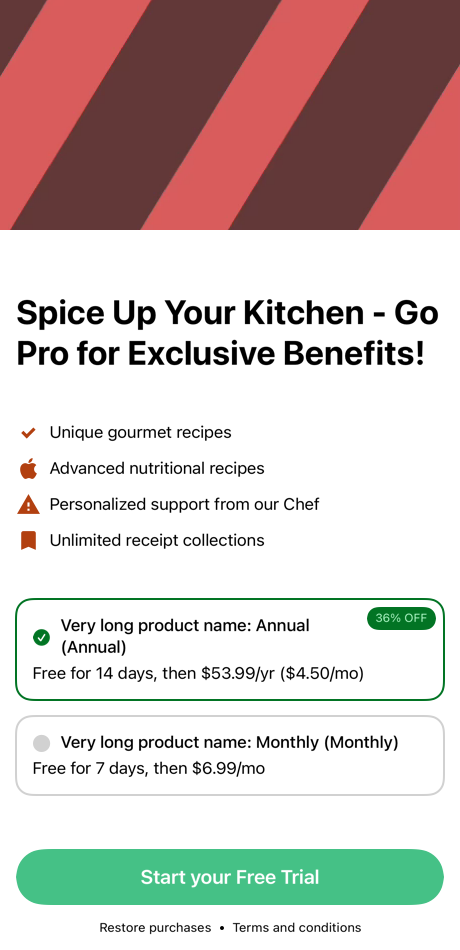 Spice Up Your Kitchen - Go
Pro for Exclusive Benefits!
Unique gourmet recipes
Advanced nutritional recipes
Personalized support from our Chef
Unlimited receipt collections
36% OFF
Very long product name: Annual
(Annual)
Free for 14 days, then $53.99/yr ($4.50/mo)
Very long product name: Monthly (Monthly)
Free for 7 days, then $6.99/mo
Start your Free Trial
Restore purchases • Terms and conditions